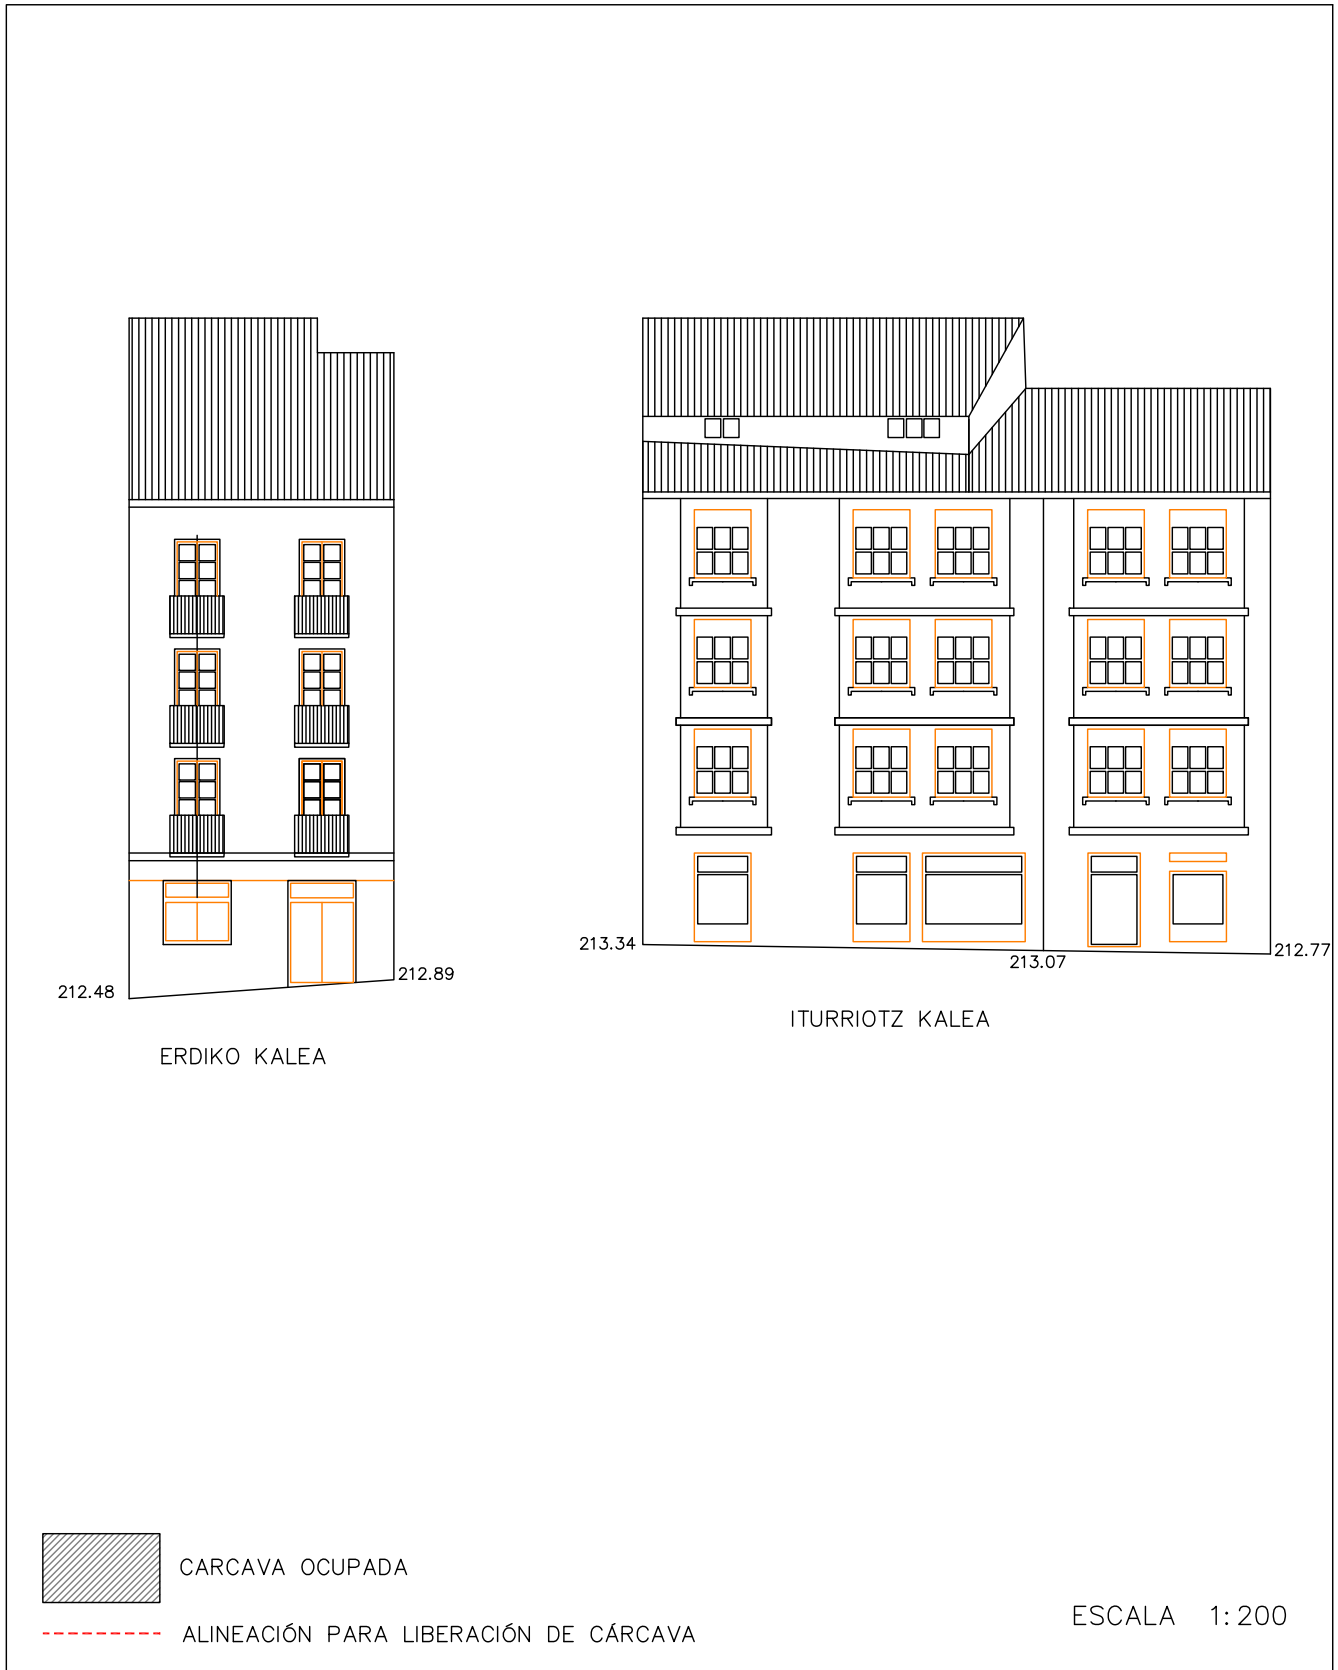 213.34
213.07
212.77
212.48
212.89
ITURRIOTZ KALEA
ERDIKO KALEA
CARCAVA OCUPADA
ALINEACIÓN PARA LIBERACIÓN DE CÁRCAVA
ESCALA 1:200